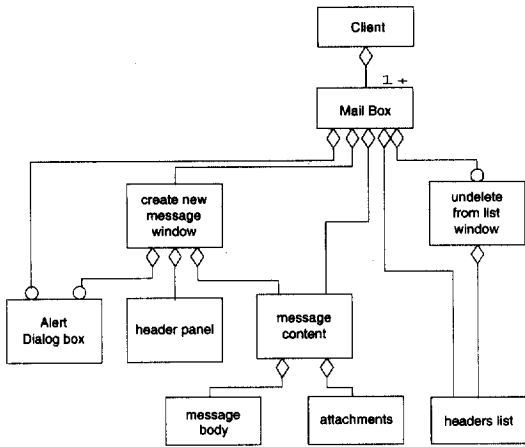 Client
1+
Mail Box
create new
message
window
undelete
from list
window
Alert
Dialog box
header panel
message
content
message
body
attachments
headers list